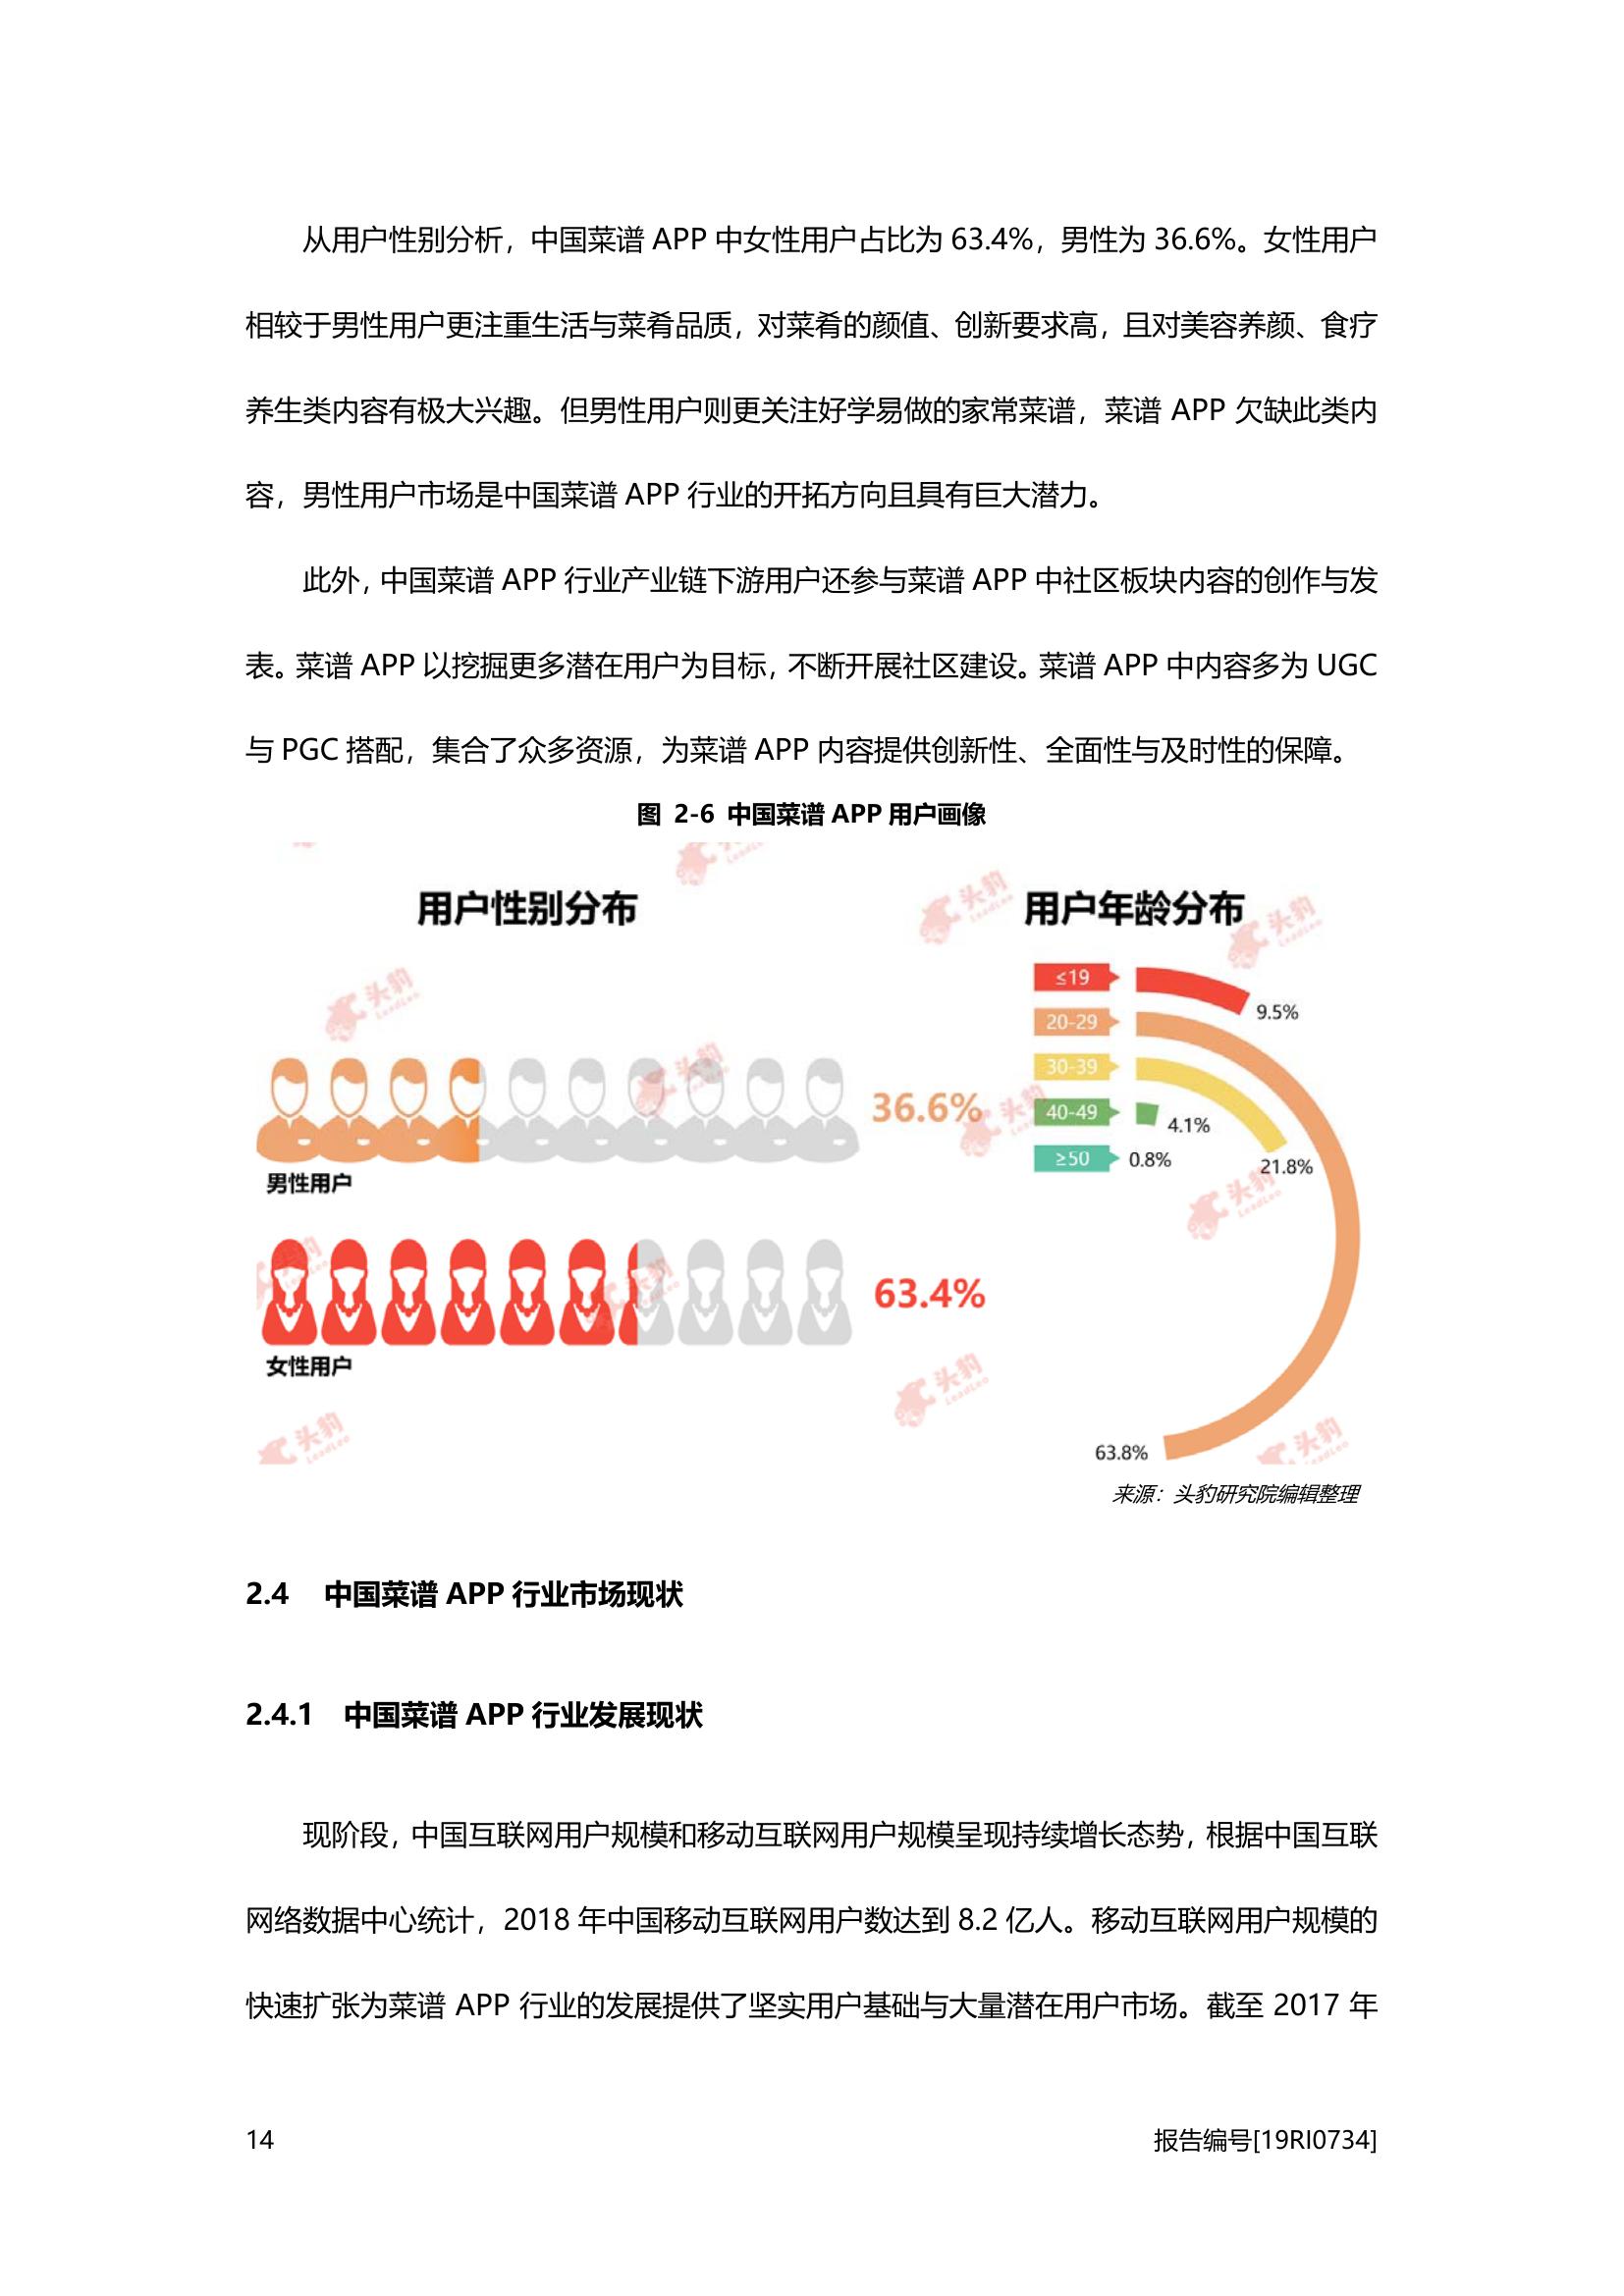 从用户性别分析，中国菜谱 APP 中女性用户占比为 63.4%，男性为 36.6%。女性用户
相较于男性用户更注重生活与菜肴品质，对菜肴的颜值、创新要求高，且对美容养颜、食疗
养生类内容有极大兴趣。但男性用户则更关注好学易做的家常菜谱，菜谱 APP 欠缺此类内
容，男性用户市场是中国菜谱 APP 行业的开拓方向且具有巨大潜力。
此外，中国菜谱 APP 行业产业链下游用户还参与菜谱 APP 中社区板块内容的创作与发
表。菜谱 APP 以挖掘更多潜在用户为目标，不断开展社区建设。菜谱 APP 中内容多为 UGC
与 PGC 搭配，集合了众多资源，为菜谱 APP 内容提供创新性、全面性与及时性的保障。
图 2-6 中国菜谱 APP 用户画像
用户性别分布
36.6%
男性用户
63.4%
女性用户
用户年龄分布
≤19
9.5%
20-29
30-39
40-49
4.1%
≥50
0.8%
21.8%
63.8%
头豹
LeadLeo
来源：头豹研究院编辑整理
2.4 中国菜谱 APP 行业市场现状
2.4.1 中国菜谱 APP 行业发展现状
现阶段，中国互联网用户规模和移动互联网用户规模呈现持续增长态势，根据中国互联
网络数据中心统计，2018 年中国移动互联网用户数达到 8.2 亿人。移动互联网用户规模的
快速扩张为菜谱 APP 行业的发展提供了坚实用户基础与大量潜在用户市场。截至 2017 年
14
报告编号[19RI0734]